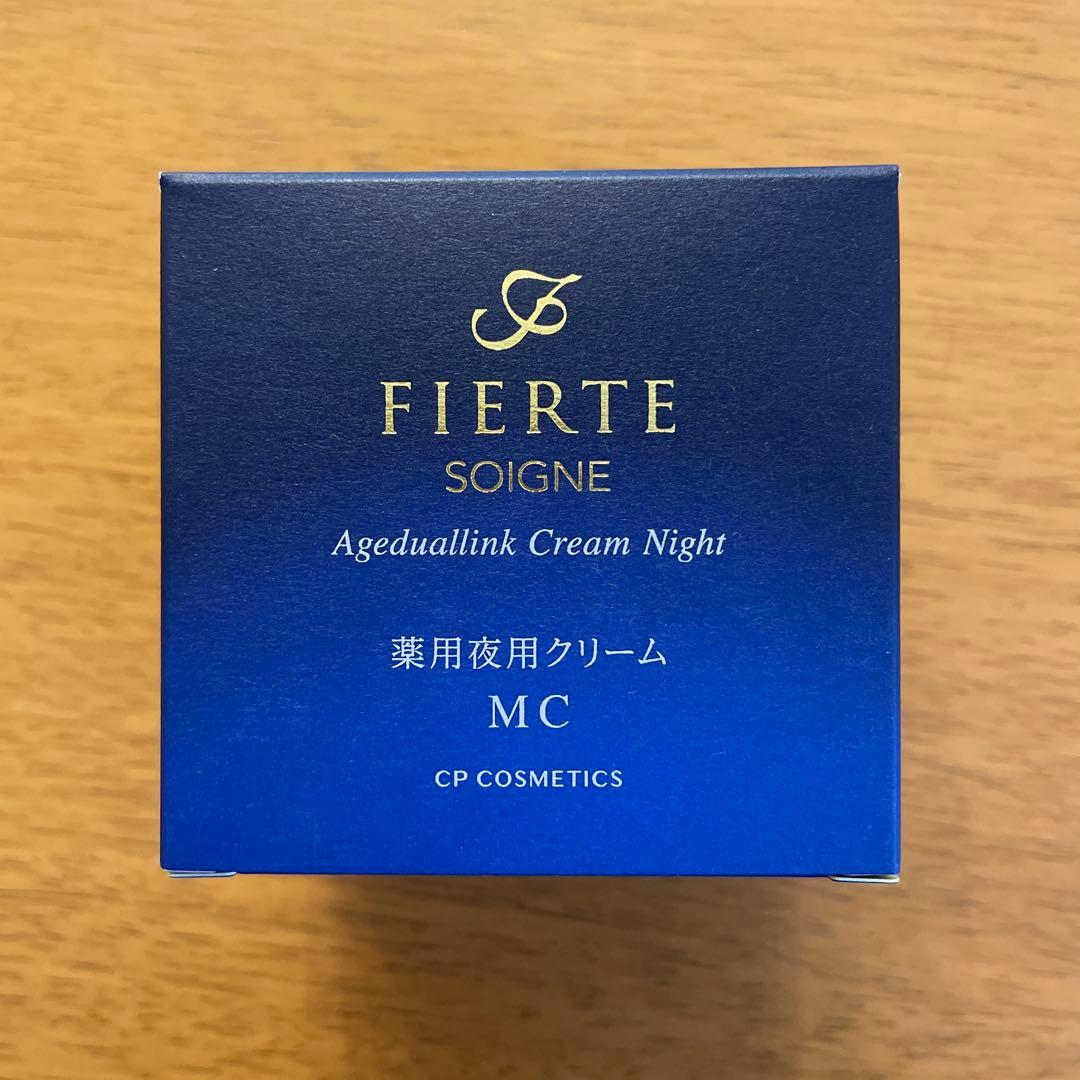 FIERTE
SOIGNE
Ageduallink Cream Night
薬用夜用クリーム
MC
CP COSMETICS